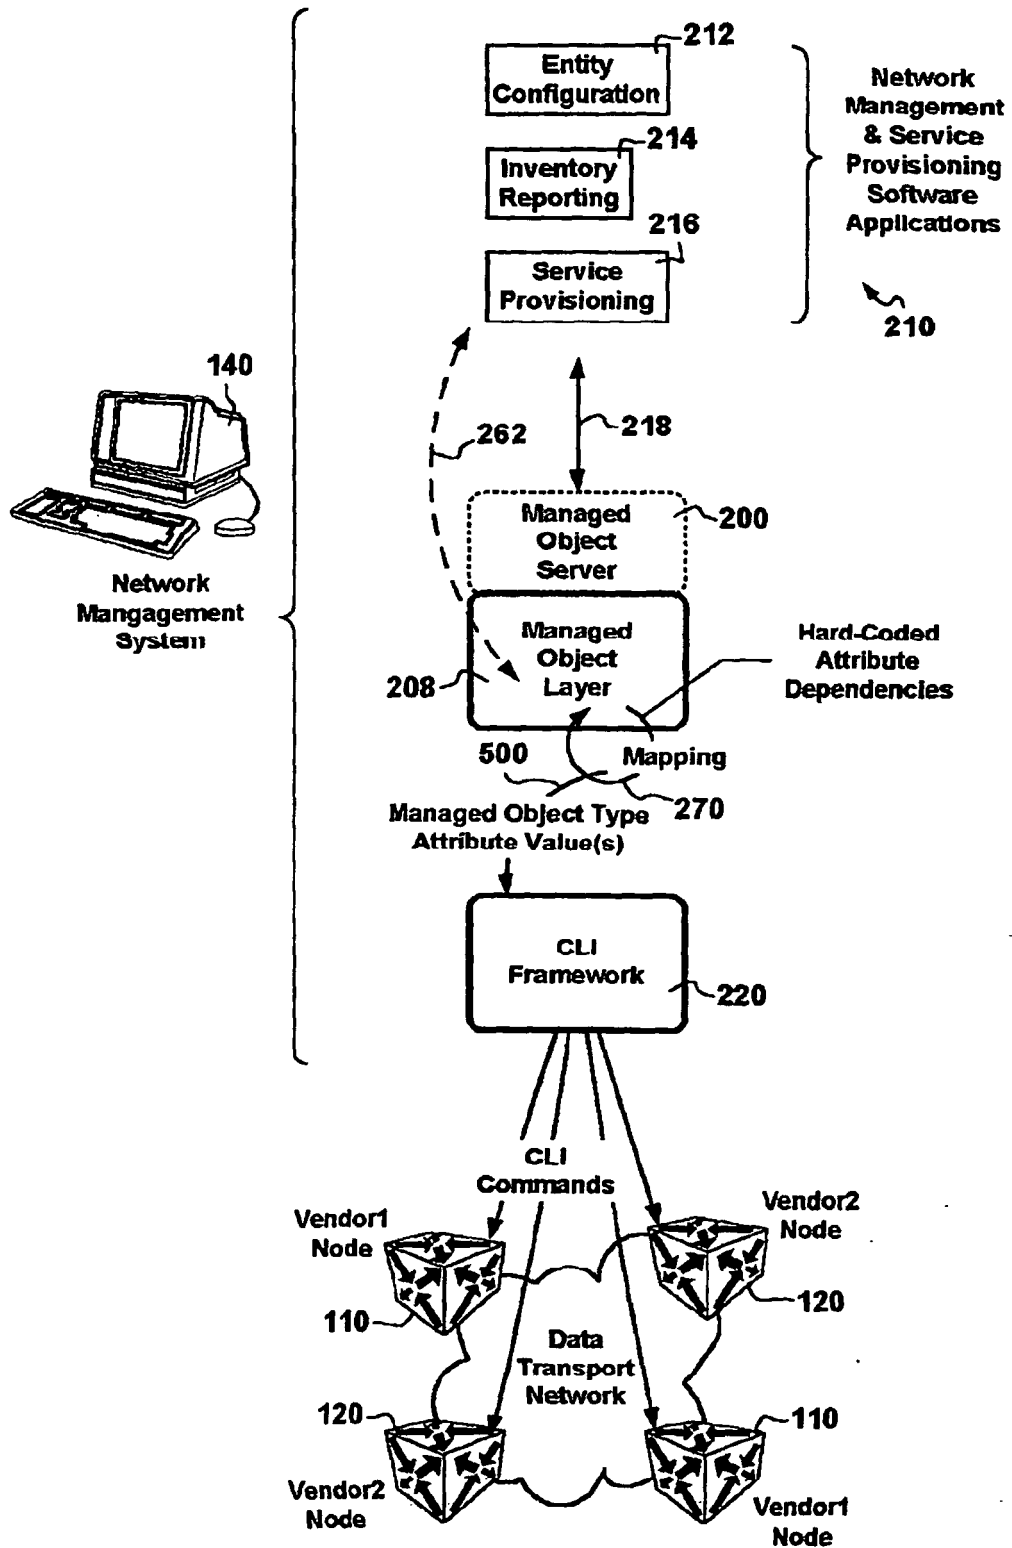 212
Entity
Configuration
214
Inventory
Reporting
216
Service
Provisioning
Network
Management
& Service
Provisioning
Software
Applications
210
140
Network
Mangagement
System
262
218
Managed
Object
Server
200
Managed
Object
Layer
208
Hard-Coded
Attribute
Dependencies
500
Mapping
270
Managed Object Type
Attribute Value(s)
CLI
Framework
220
CLI
Commands
Vendor1
Node
110
Vendor2
Node
120
Data
Transport
Network
120
Vendor2
Node
110
Vendor1
Node